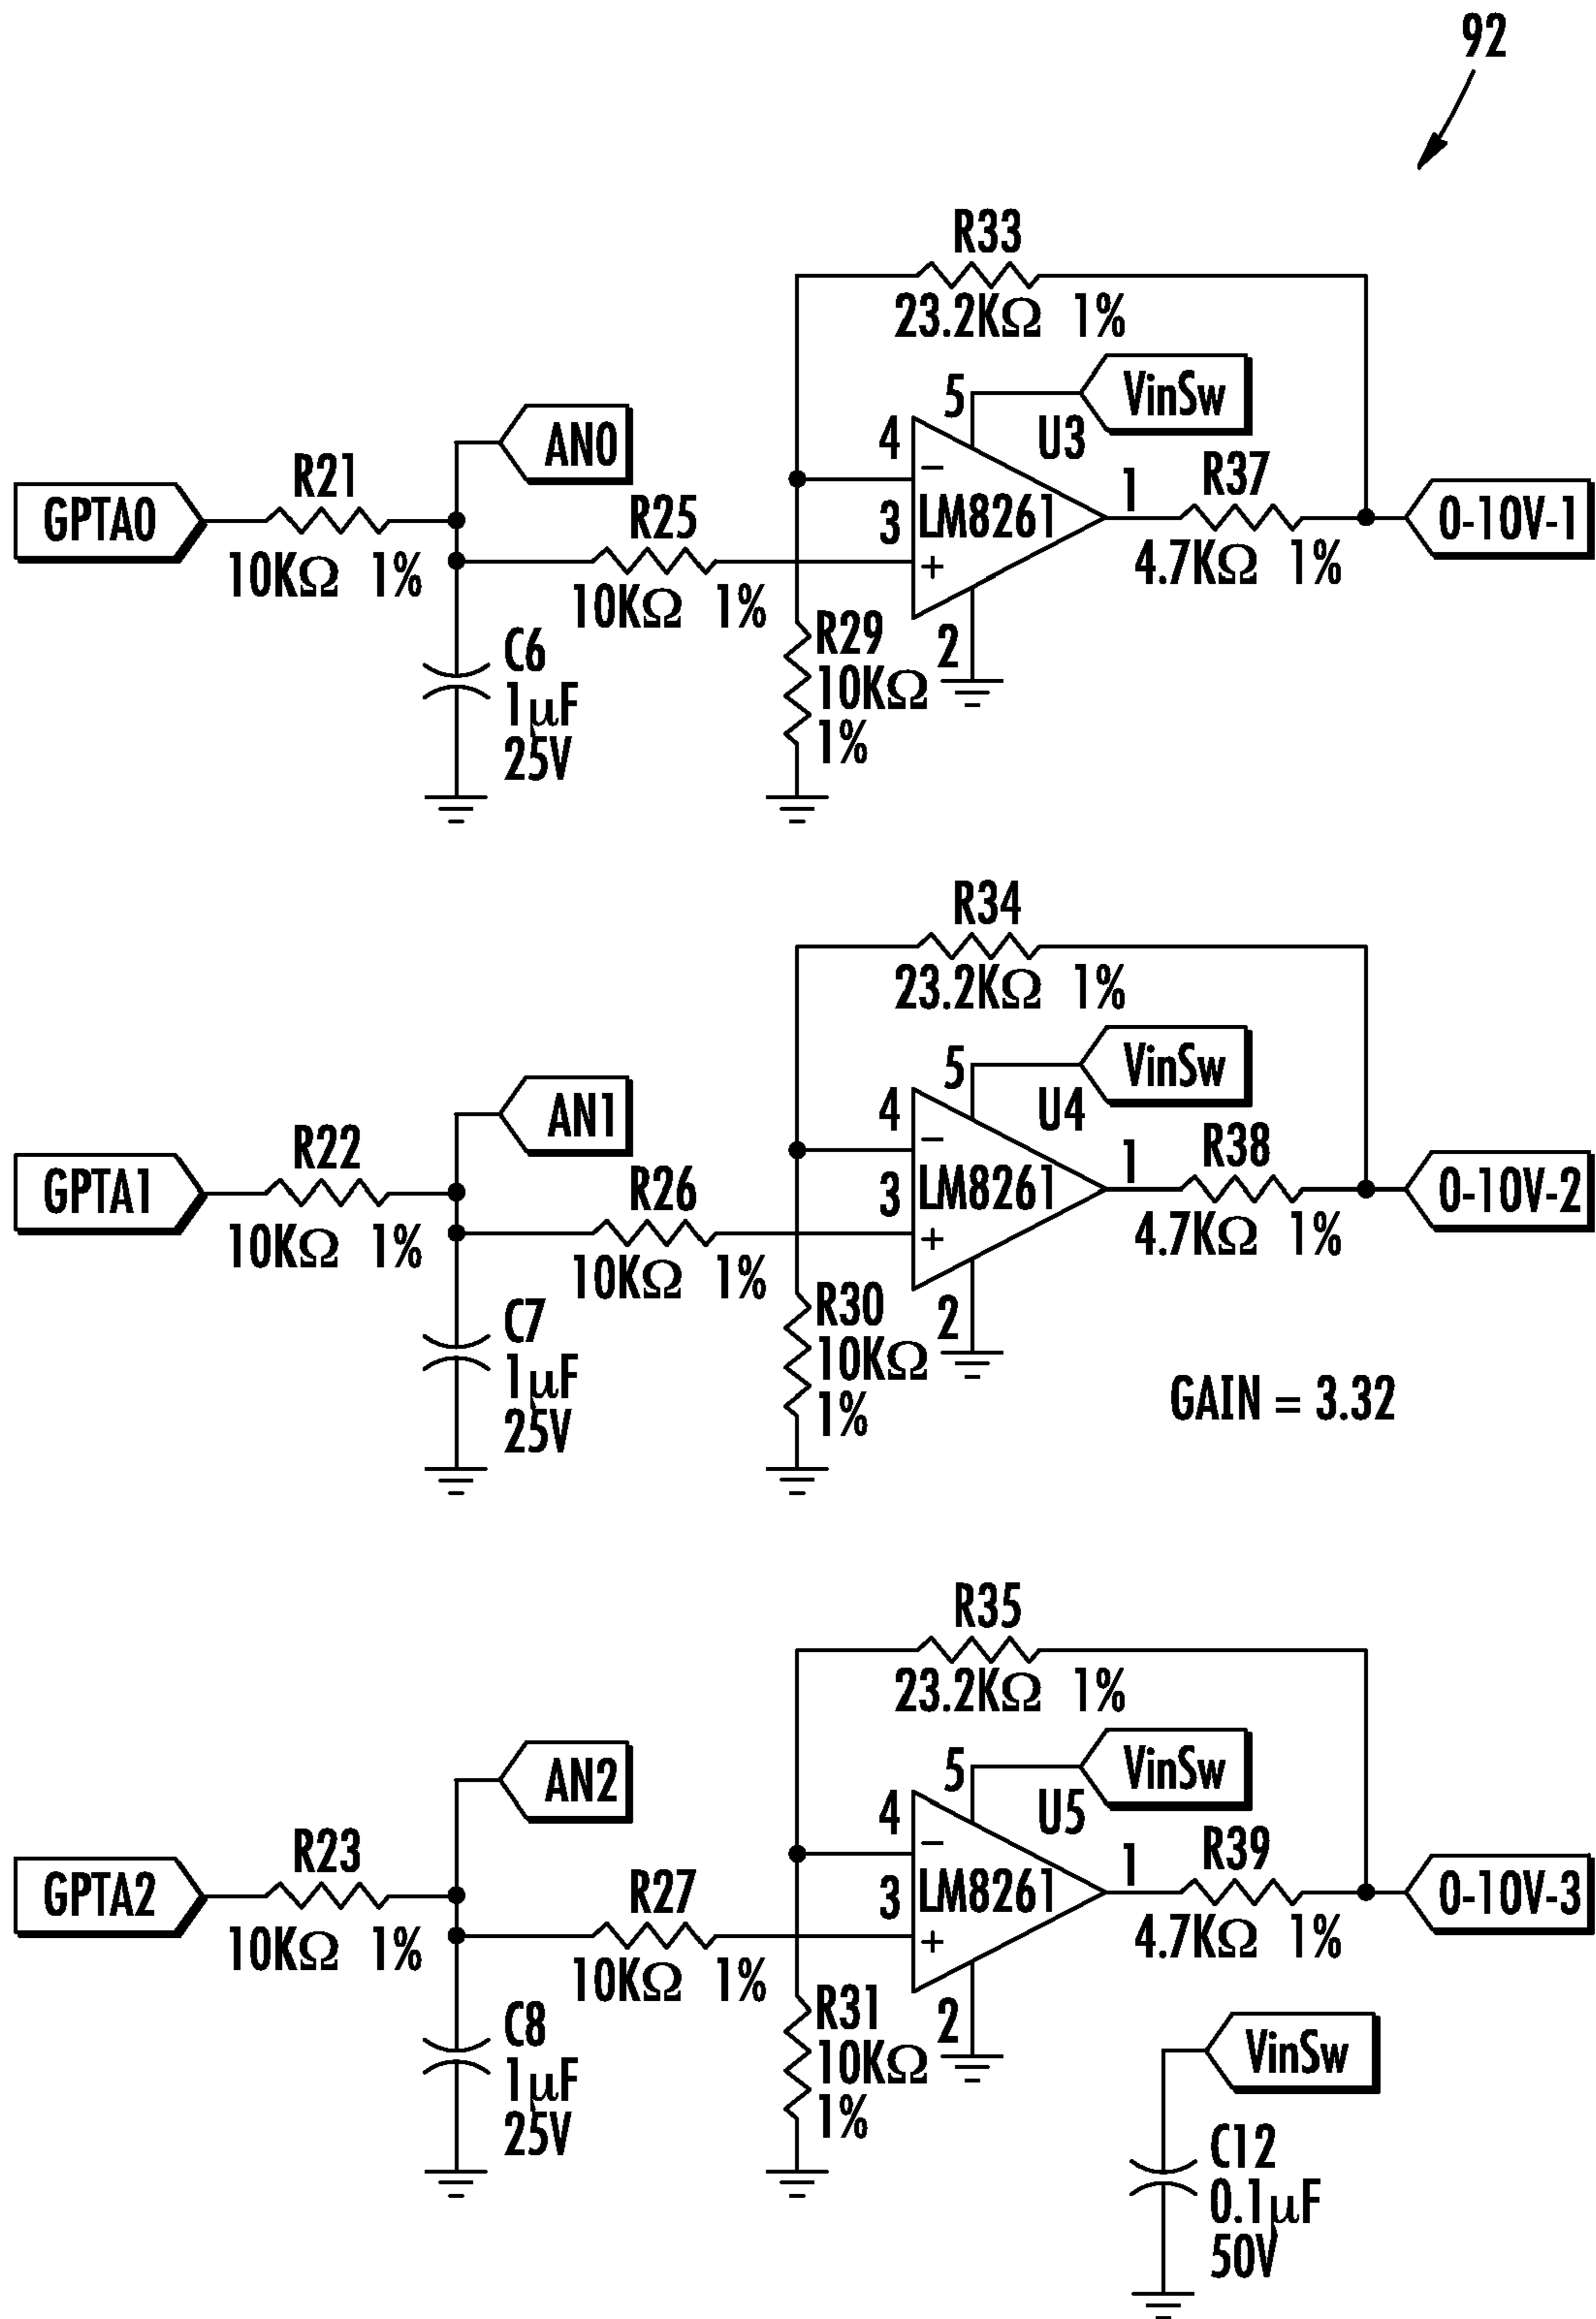 92
R33
23.2KΩ 1%
VinSw
5
U3
4
AN0
−
R21
R37
1
GPTA0
R25
3
LM8261
0-10V-1
+
10KΩ 1%
10KΩ 1%
4.7KΩ 1%
R29
10KΩ
1%
2
C6
1µF
25V
R34
23.2KΩ 1%
VinSw
5
U4
4
AN1
−
R22
R38
1
GPTA1
R26
3
LM8261
0-10V-2
+
10KΩ 1%
10KΩ 1%
4.7KΩ 1%
R30
10KΩ
1%
2
C7
1µF
25V
GAIN = 3.32
R35
23.2KΩ 1%
VinSw
5
U5
4
AN2
−
R23
R39
1
GPTA2
R27
3
LM8261
0-10V-3
+
10KΩ 1%
10KΩ 1%
4.7KΩ 1%
R31
10KΩ
1%
2
C8
1µF
25V
VinSw
C12
0.1µF
50V